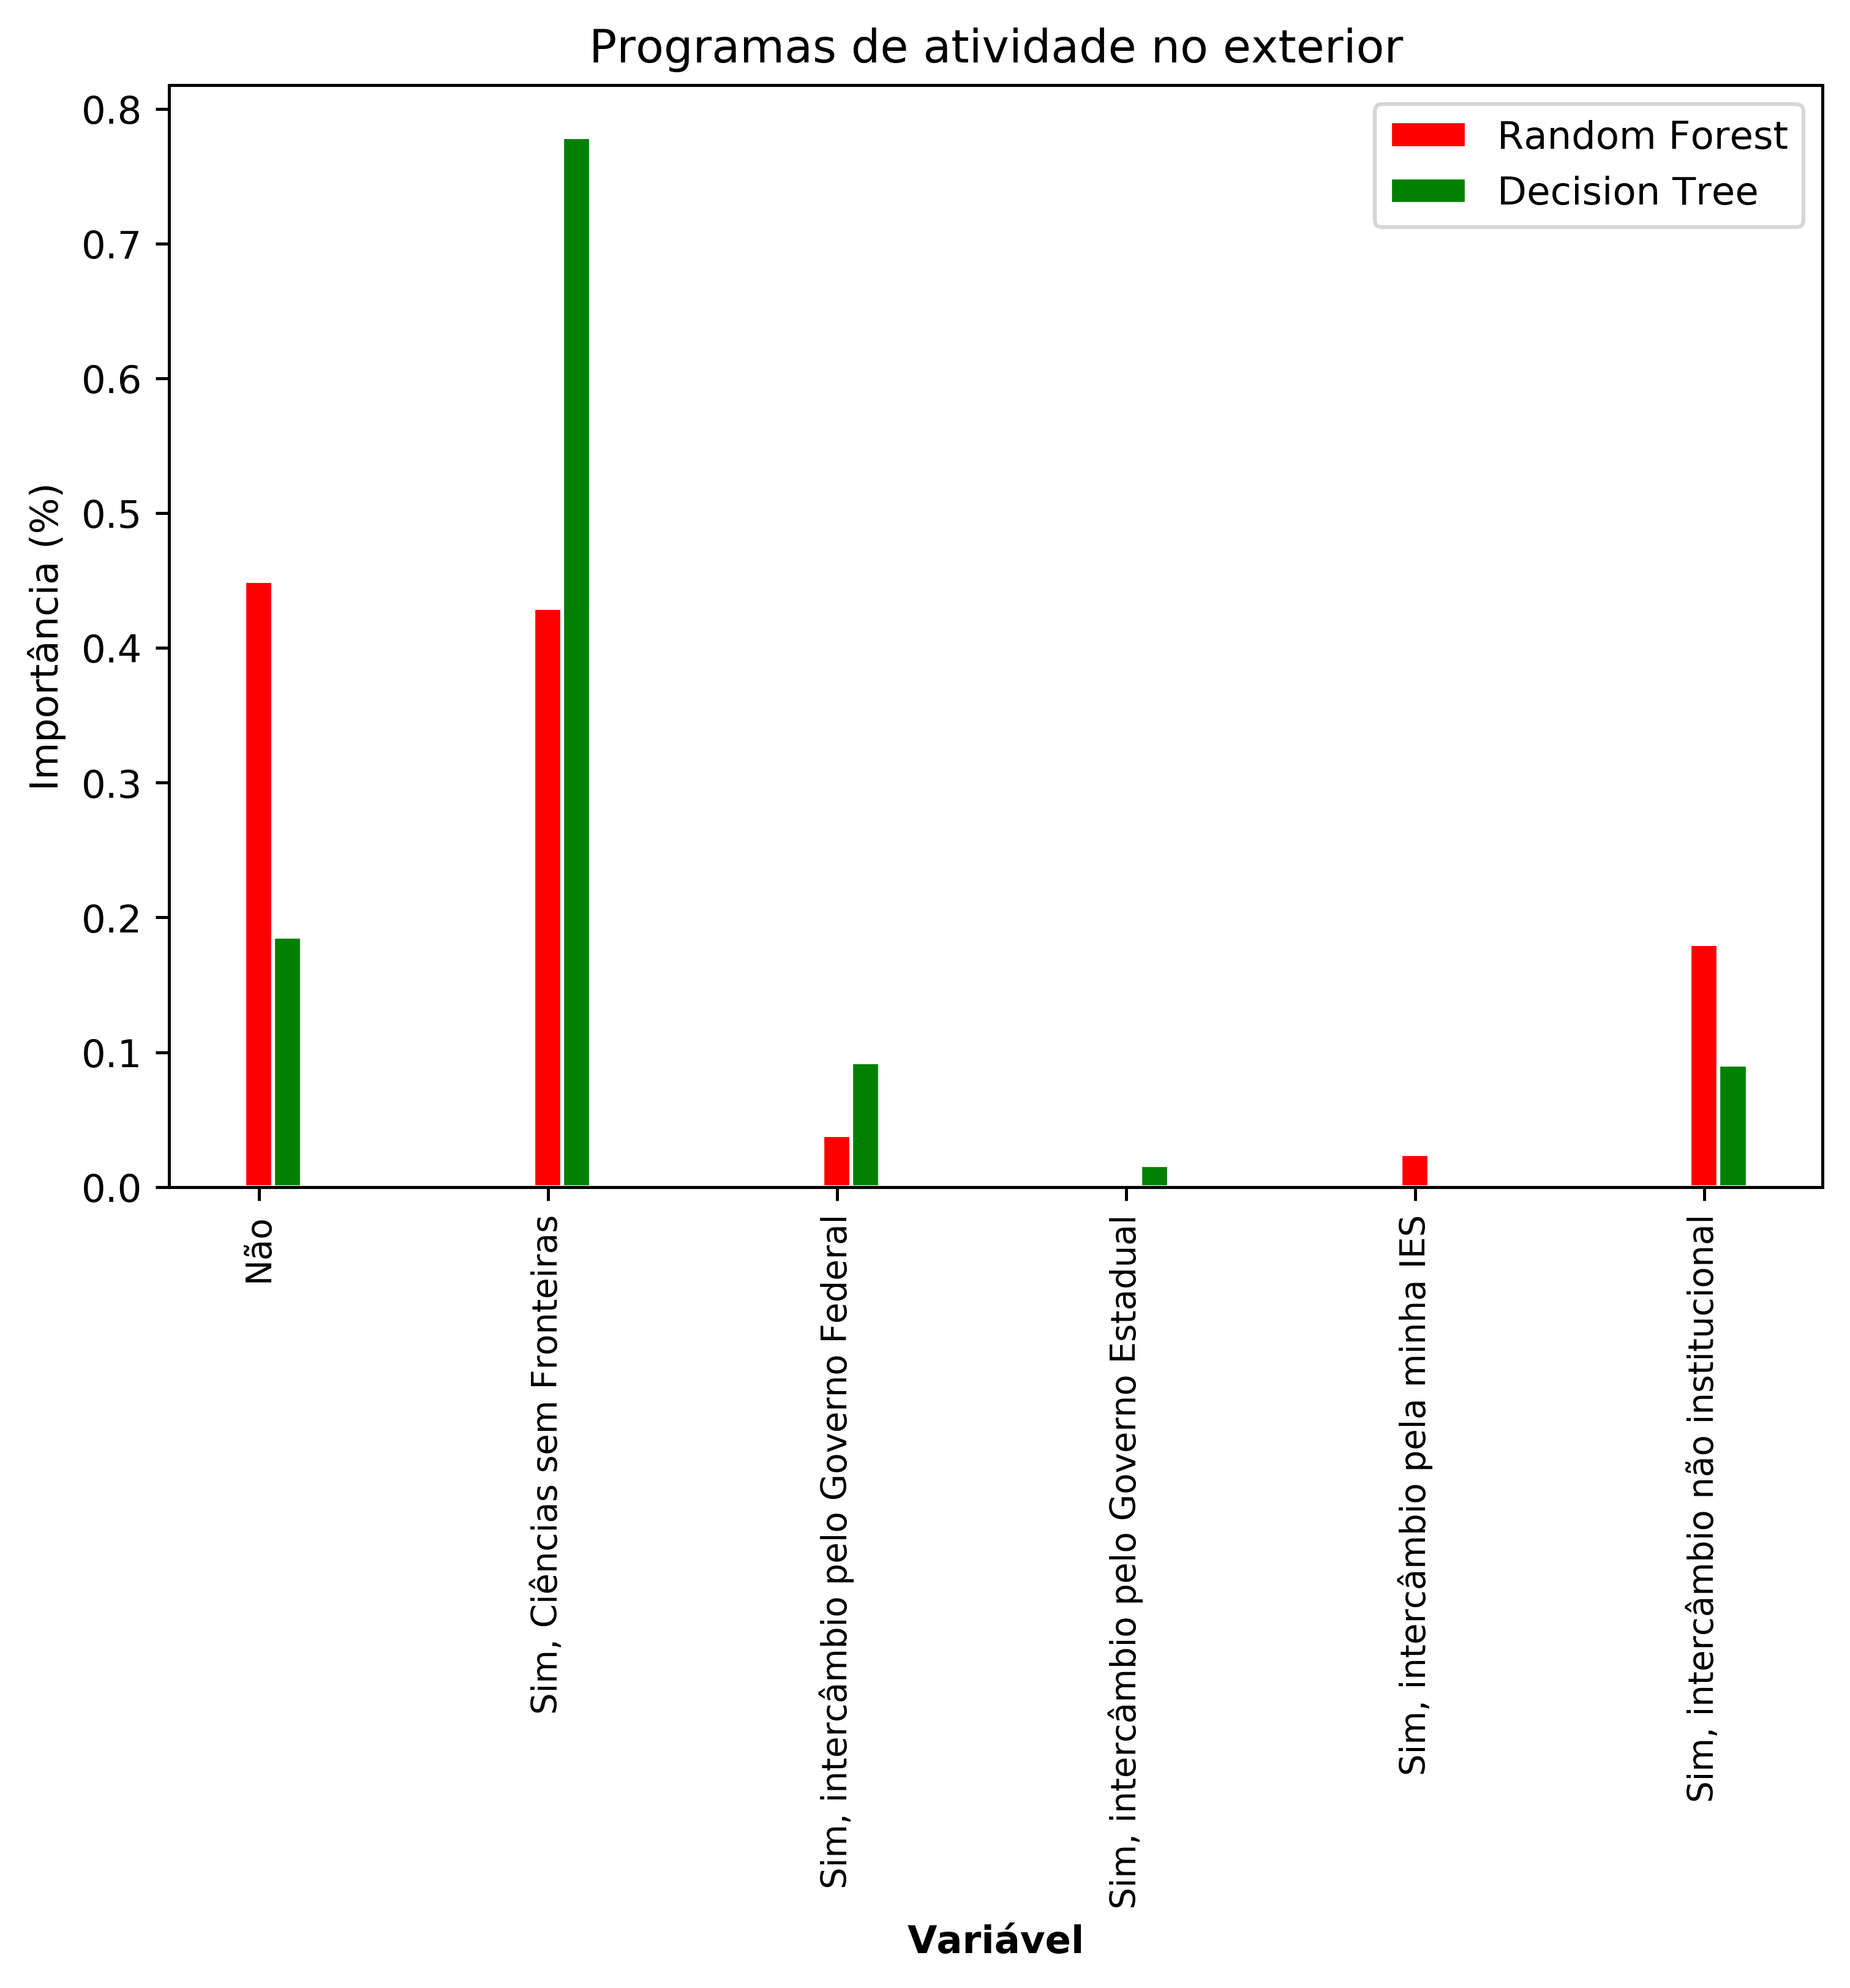 Programas de atividade no exterior
Random Forest
Decision Tree
Importância (%)
0.8
0.7
0.6
0.5
0.4
0.3
0.2
0.1
0.0
Não
Sim, Ciências sem Fronteiras
Sim, intercâmbio pelo Governo Federal
Sim, intercâmbio pelo Governo Estadual
Sim, intercâmbio pela minha IES
Sim, intercâmbio não institucional
Variável